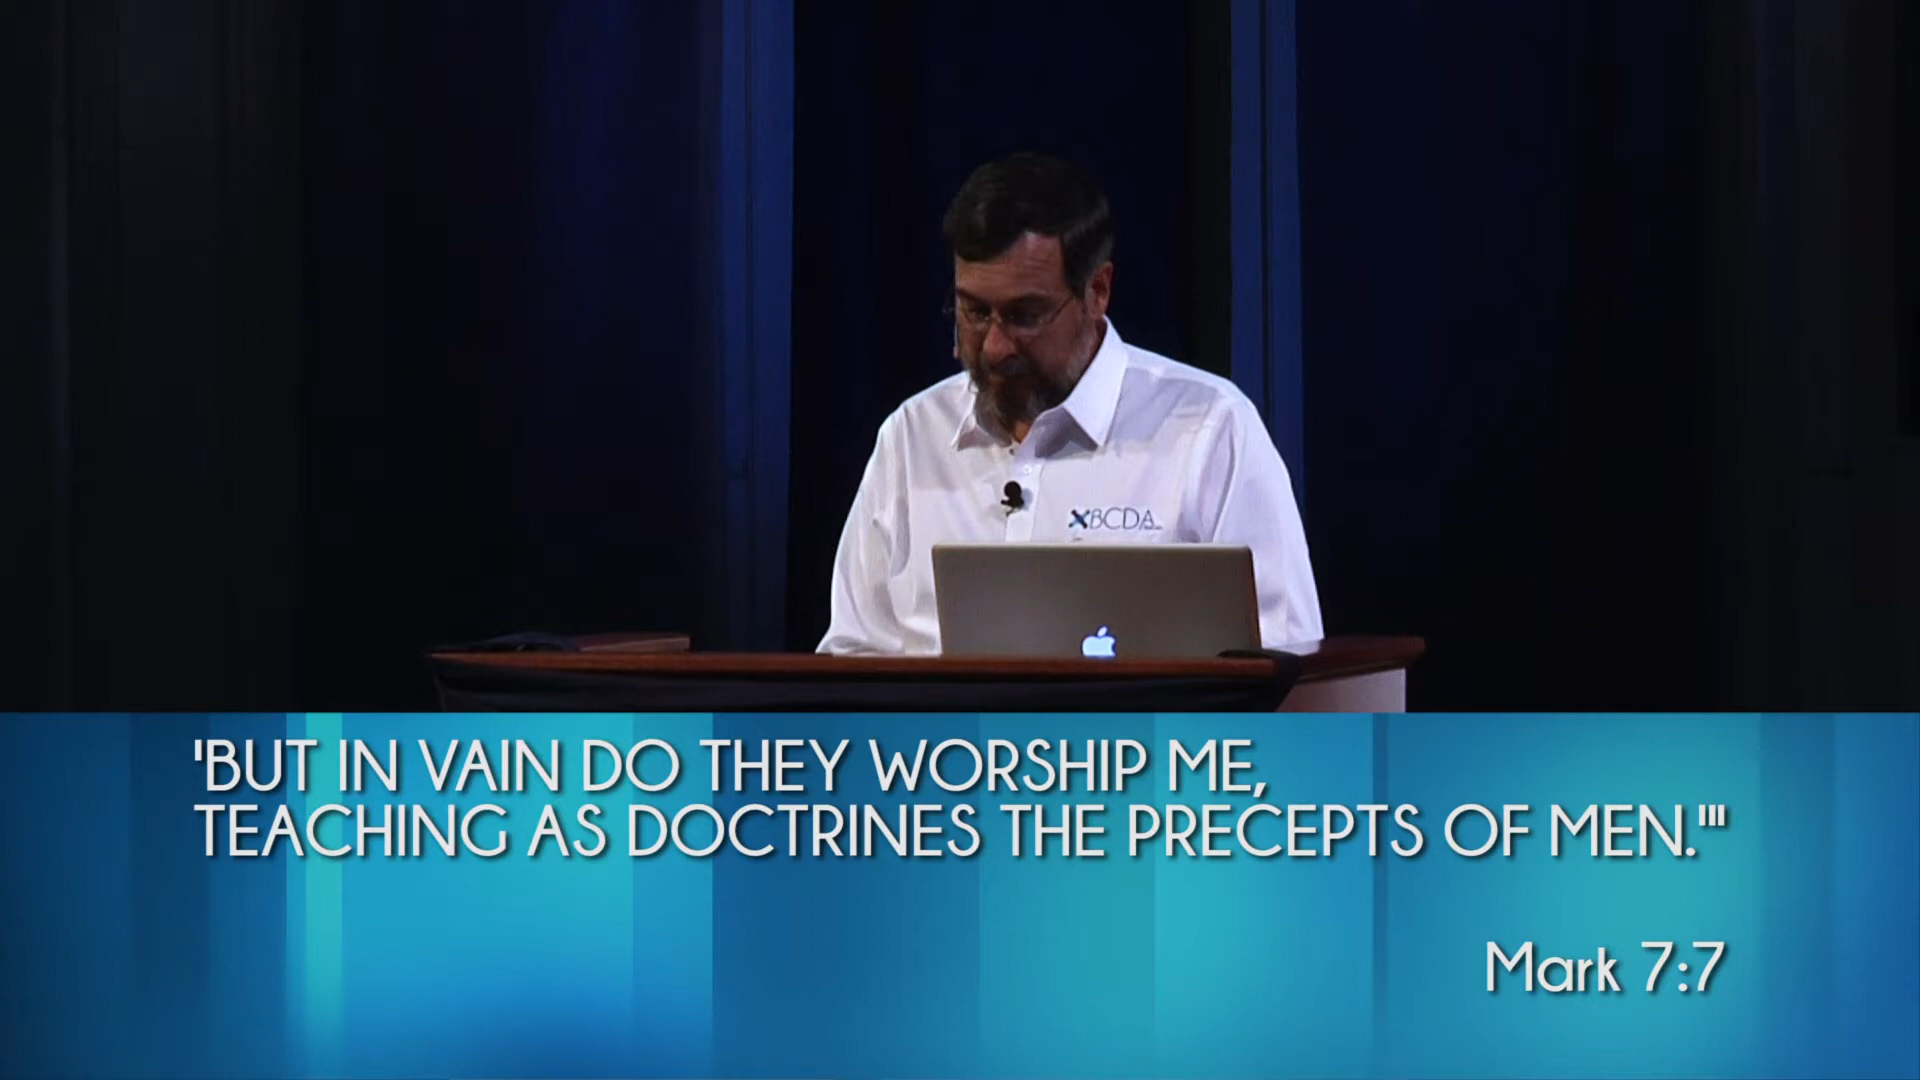 BCDA
'BUT IN VAIN DO THEY WORSHIP ME,
TEACHING AS DOCTRINES THE PRECEPTS OF MEN.'"
Mark 7:7